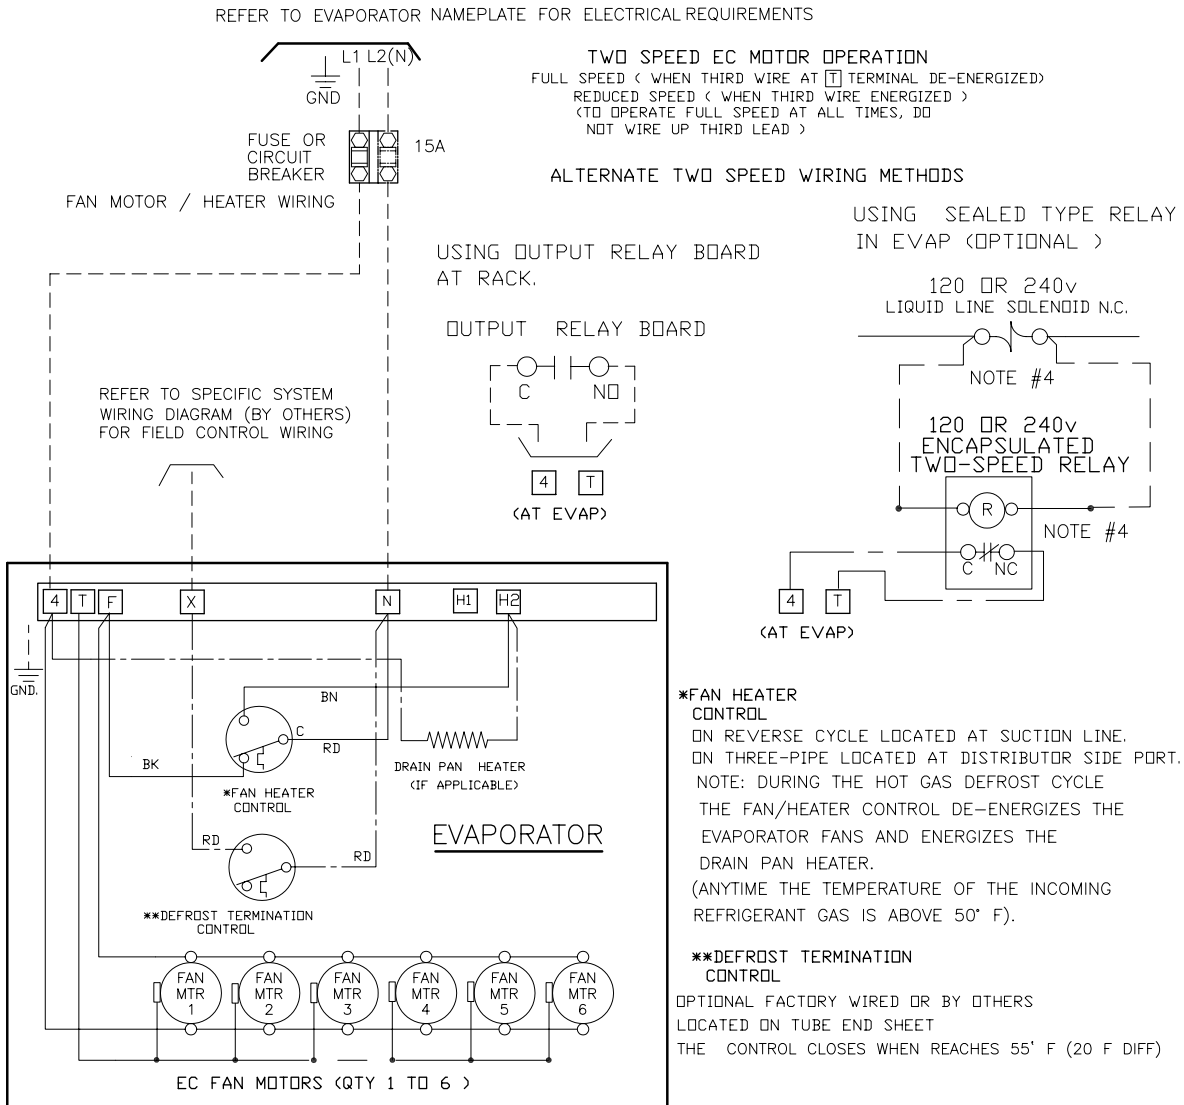 REFER TO EVAPORATOR NAMEPLATE FOR ELECTRICAL REQUIREMENTS
L1 L2(N)
GND
FUSE OR
CIRCUIT
BREAKER
15A
FAN MOTOR / HEATER WIRING
TWO SPEED EC MOTOR OPERATION
FULL SPEED ( WHEN THIRD WIRE AT T TERMINAL DE-ENERGIZED)
REDUCED SPEED ( WHEN THIRD WIRE ENERGIZED )
(TO OPERATE FULL SPEED AT ALL TIMES, DO
NOT WIRE UP THIRD LEAD )
ALTERNATE TWO SPEED WIRING METHODS
USING OUTPUT RELAY BOARD
AT RACK.
OUTPUT RELAY BOARD
C NO
4 T
(AT EVAP)
USING SEALED TYPE RELAY
IN EVAP (OPTIONAL )
120 OR 240v
LIQUID LINE SOLENOID N.C.
NOTE #4
120 OR 240v
ENCAPSULATED
TWO-SPEED RELAY
R
NOTE #4
C NC
4 T
(AT EVAP)
REFER TO SPECIFIC SYSTEM
WIRING DIAGRAM (BY OTHERS)
FOR FIELD CONTROL WIRING
4 T F X N H1 H2
GND.
BN
C
RD
BK
*FAN HEATER
CONTROL
DRAIN PAN HEATER
(IF APPLICABLE)
EVAPORATOR
RD
RD
**DEFROST TERMINATION
CONTROL
FAN MTR 1
FAN MTR 2
FAN MTR 3
FAN MTR 4
FAN MTR 5
FAN MTR 6
EC FAN MOTORS (QTY 1 TO 6 )
*FAN HEATER
CONTROL
ON REVERSE CYCLE LOCATED AT SUCTION LINE.
ON THREE-PIPE LOCATED AT DISTRIBUTOR SIDE PORT.
NOTE: DURING THE HOT GAS DEFROST CYCLE
THE FAN/HEATER CONTROL DE-ENERGIZES THE
EVAPORATOR FANS AND ENERGIZES THE
DRAIN PAN HEATER.
(ANYTIME THE TEMPERATURE OF THE INCOMING
REFRIGERANT GAS IS ABOVE 50° F).
**DEFROST TERMINATION
CONTROL
OPTIONAL FACTORY WIRED OR BY OTHERS
LOCATED ON TUBE END SHEET
THE CONTROL CLOSES WHEN REACHES 55' F (20 F DIFF)